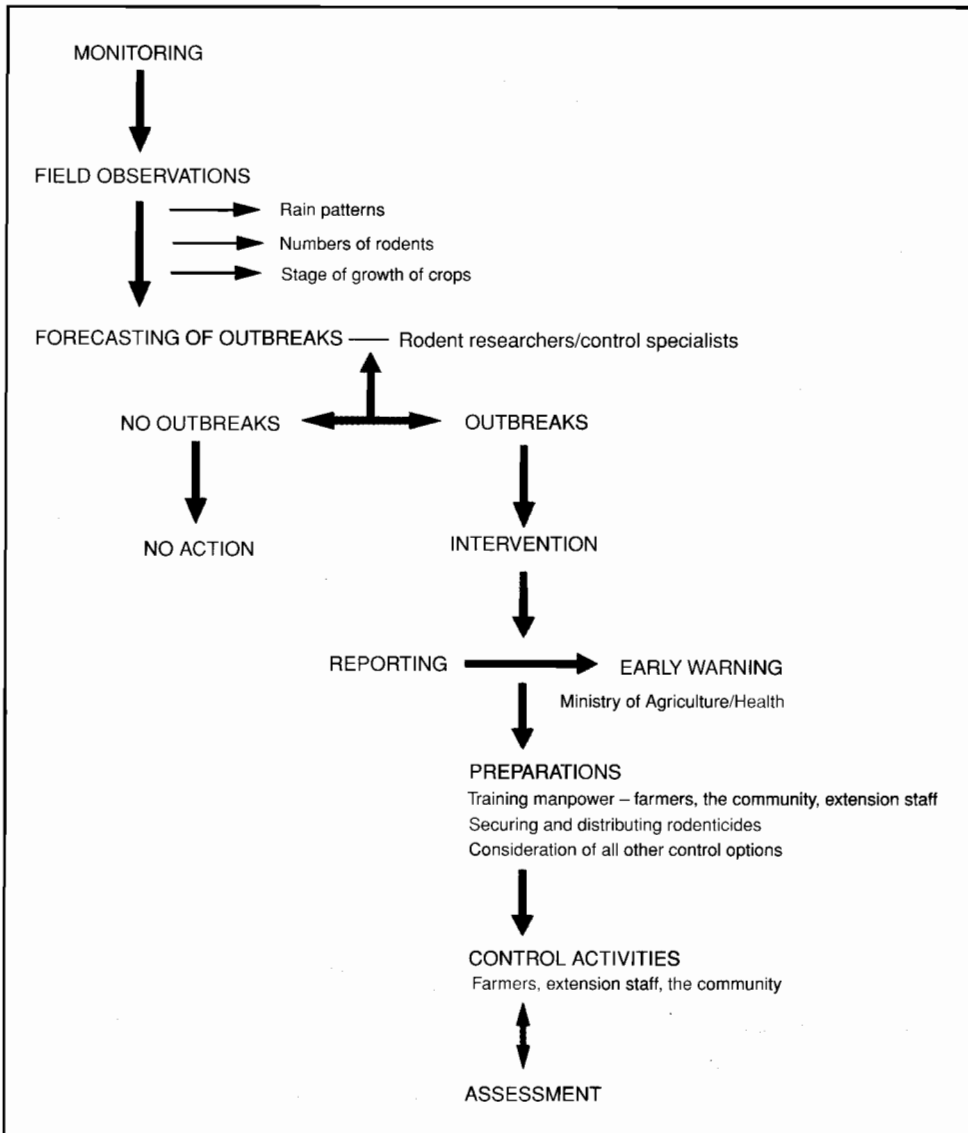 MONITORING
FIELD OBSERVATIONS
Rain patterns
Numbers of rodents
Stage of growth of crops
FORECASTING OF OUTBREAKS — Rodent researchers/control specialists
NO OUTBREAKS
OUTBREAKS
NO ACTION
INTERVENTION
REPORTING
EARLY WARNING
Ministry of Agriculture/Health
PREPARATIONS
Training manpower – farmers, the community, extension staff
Securing and distributing rodenticides
Consideration of all other control options
CONTROL ACTIVITIES
Farmers, extension staff, the community
ASSESSMENT